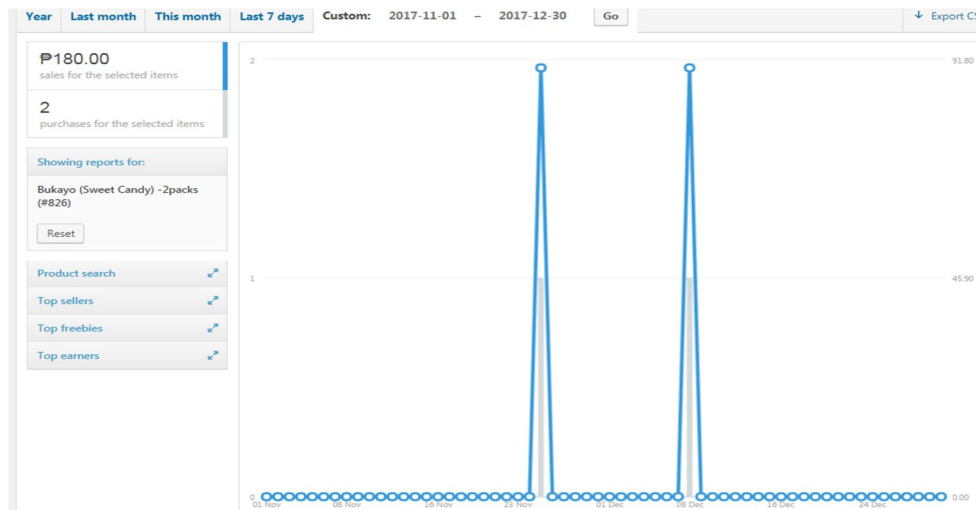 Year Last month This month Last 7 days Custom: 2017-11-01 – 2017-12-30 Go Export CS
₱180.00
sales for the selected items
2
purchases for the selected items
Showing reports for:
Bukayo (Sweet Candy) -2packs
(#826)
Reset
Product search
Top sellers
Top freebies
Top earners
2 91.80
1 45.90
0 0.00
01 Nov 08 Nov 16 Nov 23 Nov 01 Dec 08 Dec 16 Dec 24 Dec